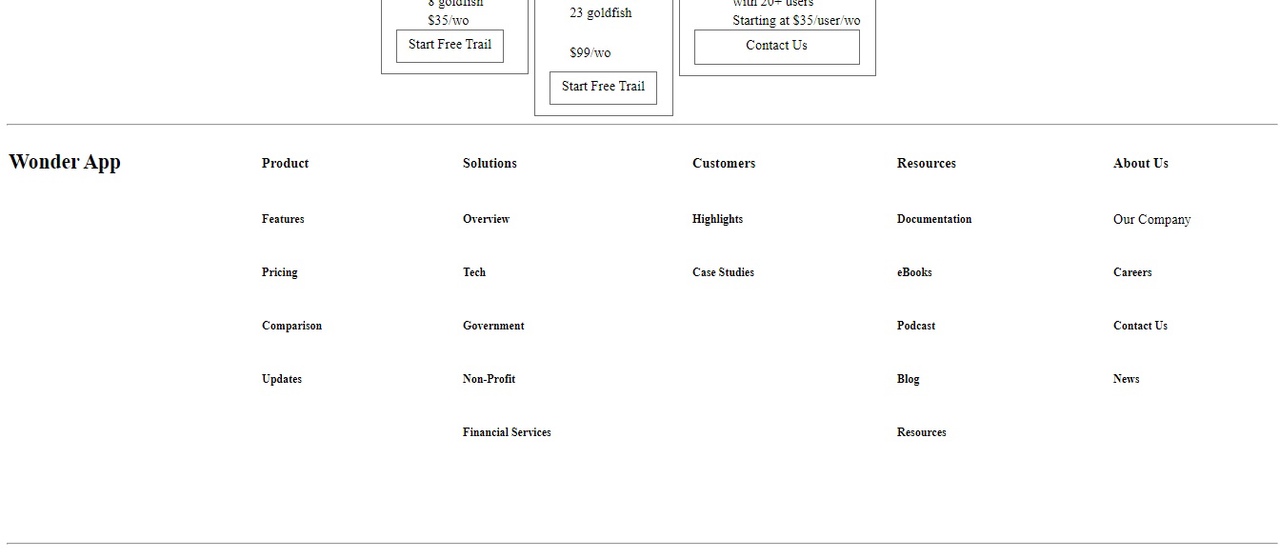 8 goldfish
$35/wo
Start Free Trail
23 goldfish
$99/wo
Start Free Trail
with 20+ users
Starting at $35/user/wo
Contact Us
Wonder App
Product
Features
Pricing
Comparison
Updates
Solutions
Overview
Tech
Government
Non-Profit
Financial Services
Customers
Highlights
Case Studies
Resources
Documentation
eBooks
Podcast
Blog
Resources
About Us
Our Company
Careers
Contact Us
News